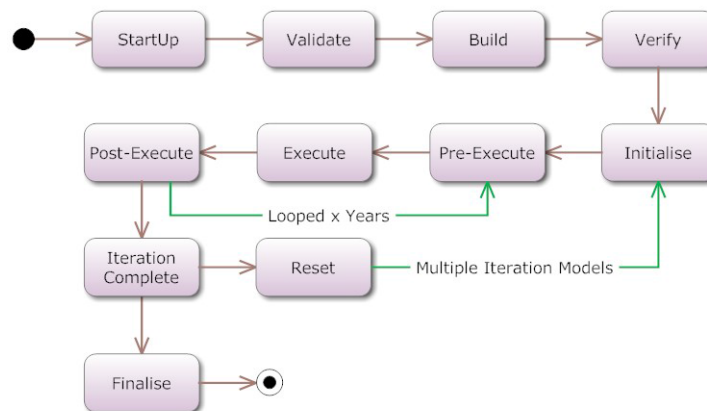 StartUp
Validate
Build
Verify
Post-Execute
Execute
Pre-Execute
Initialise
Looped x Years
Iteration
Complete
Reset
Multiple Iteration Models
Finalise